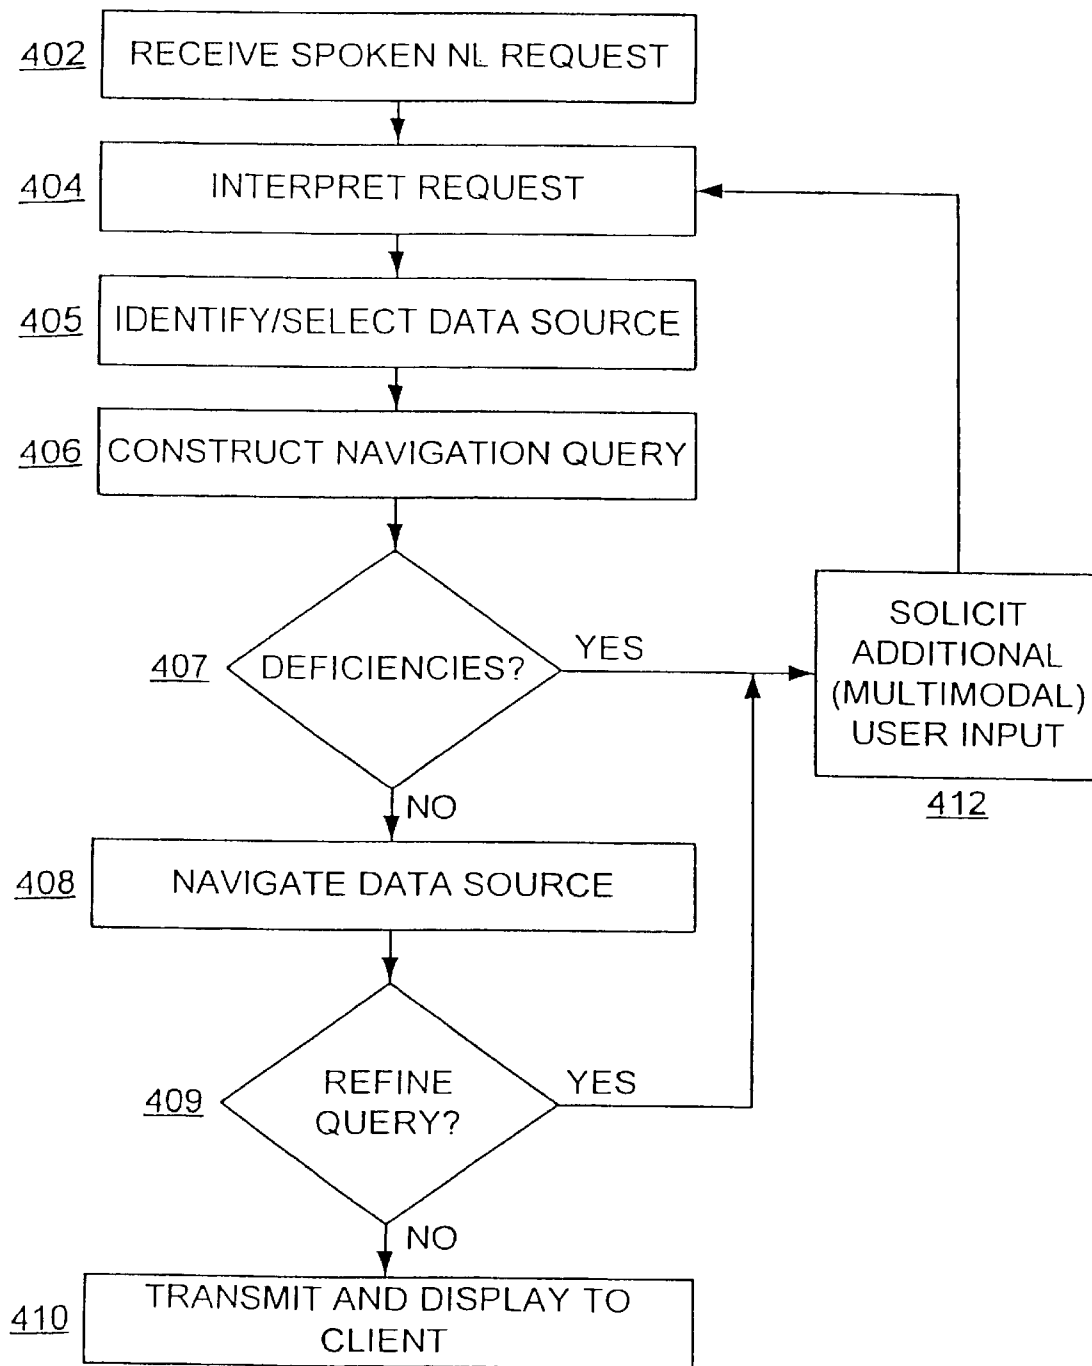 402 RECEIVE SPOKEN NL REQUEST
404 INTERPRET REQUEST
405 IDENTIFY/SELECT DATA SOURCE
406 CONSTRUCT NAVIGATION QUERY
407 DEFICIENCIES? YES
SOLICIT
ADDITIONAL
(MULTIMODAL)
USER INPUT
412
NO
408 NAVIGATE DATA SOURCE
409 REFINE
QUERY?
YES
NO
410 TRANSMIT AND DISPLAY TO
CLIENT